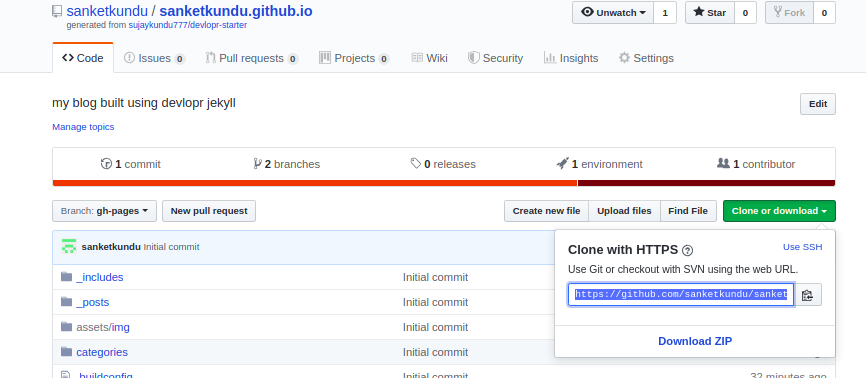 sanketkundu / sanketkundu.github.io
generated from sujaykundu777/devlopr-starter
Unwatch 1 Star 0 Fork 0
Code Issues 0 Pull requests 0 Projects 0 Wiki Security Insights Settings
my blog built using devlopr jekyll
Edit
Manage topics
1 commit 2 branches 0 releases 1 environment 1 contributor
Branch: gh-pages New pull request Create new file Upload files Find File Clone or download
sanketkundu Initial commit
Clone with HTTPS Use SSH
Use Git or checkout with SVN using the web URL.
https://github.com/sanketkundu/sanket
Download ZIP
_includes Initial commit
_posts Initial commit
assets/img Initial commit
categories Initial commit
_buildconfig 32 minutes ago